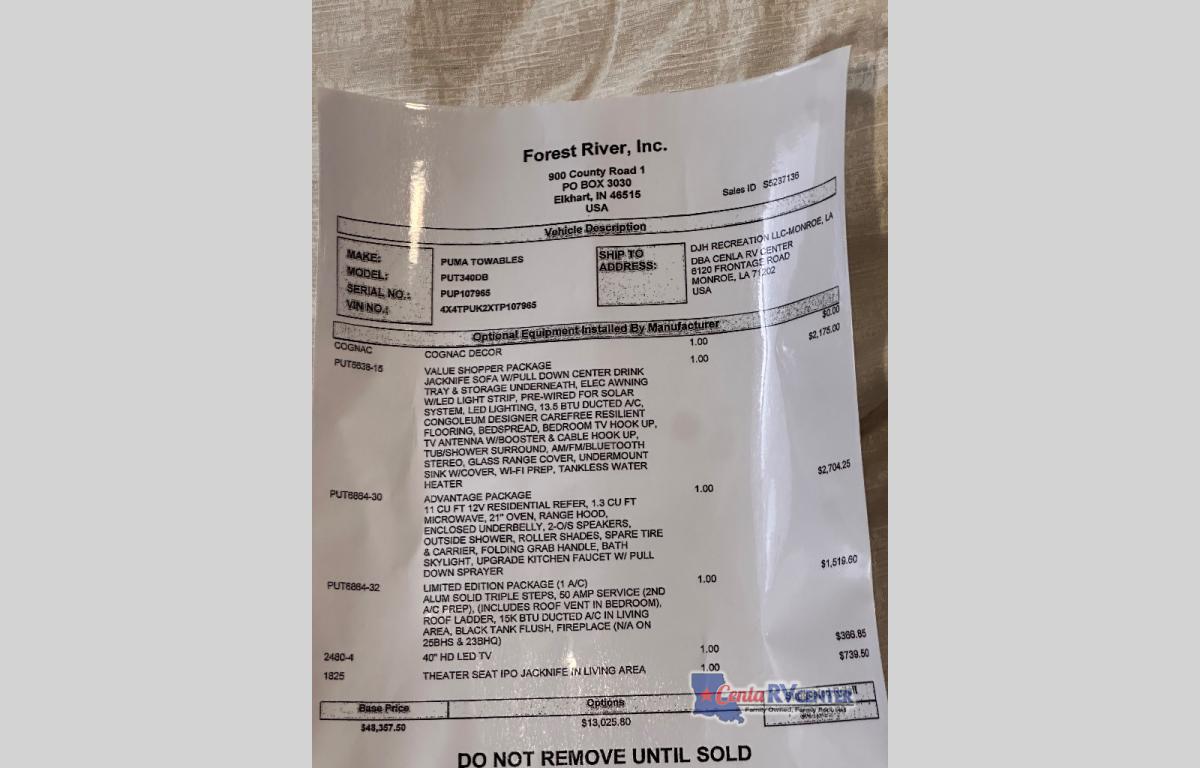 Forest River, Inc.
900 County Road 1
PO BOX 3030
Elkhart, IN 46515
USA
Sales ID S5237136
Vehicle Description
MAKE: PUMA TOWABLES
MODEL: PUT340DB
SERIAL NO.: PUP107965
VIN NO.: 4X4TPUK2XTP107965
SHIP TO
ADDRESS:
DJH RECREATION LLC-MONROE, LA
DBA CENLA RV CENTER
6120 FRONTAGE ROAD
MONROE, LA 71202
USA
Optional Equipment Installed By Manufacturer
COGNAC COGNAC DECOR 1.00 $0.00
PUT6638-15 VALUE SHOPPER PACKAGE 1.00 $2,175.00
JACKNIFE SOFA W/PULL DOWN CENTER DRINK
TRAY & STORAGE UNDERNEATH, ELEC AWNING
W/LED LIGHT STRIP, PRE-WIRED FOR SOLAR
SYSTEM, LED LIGHTING, 13.5 BTU DUCTED A/C,
CONGOLEUM DESIGNER CAREFREE RESILIENT
FLOORING, BEDSPREAD, BEDROOM TV HOOK UP,
TV ANTENNA W/BOOSTER & CABLE HOOK UP,
TUB/SHOWER SURROUND, AM/FM/BLUETOOTH
STEREO, GLASS RANGE COVER, UNDERMOUNT
SINK W/COVER, WI-FI PREP, TANKLESS WATER
HEATER
PUT6864-30 ADVANTAGE PACKAGE 1.00 $2,704.25
11 CU FT 12V RESIDENTIAL REFER, 1.3 CU FT
MICROWAVE, 21" OVEN, RANGE HOOD,
ENCLOSED UNDERBELLY, 2-O/S SPEAKERS,
OUTSIDE SHOWER, ROLLER SHADES, SPARE TIRE
& CARRIER, FOLDING GRAB HANDLE, BATH
SKYLIGHT, UPGRADE KITCHEN FAUCET W/ PULL
DOWN SPRAYER
PUT6864-32 LIMITED EDITION PACKAGE (1 A/C) 1.00 $1,519.60
ALUM SOLID TRIPLE STEPS, 50 AMP SERVICE (2ND
A/C PREP), (INCLUDES ROOF VENT IN BEDROOM),
ROOF LADDER, 15K BTU DUCTED A/C IN LIVING
AREA, BLACK TANK FLUSH, FIREPLACE (N/A ON
25BHS & 23BHQ)
2480-4 40" HD LED TV 1.00 $366.85
1825 THEATER SEAT IPO JACKNIFE IN LIVING AREA 1.00 $739.50
Base Price Options
$48,357.50 $13,025.80
Cenla RV CENTER
Family Owned, Family Focused
DO NOT REMOVE UNTIL SOLD